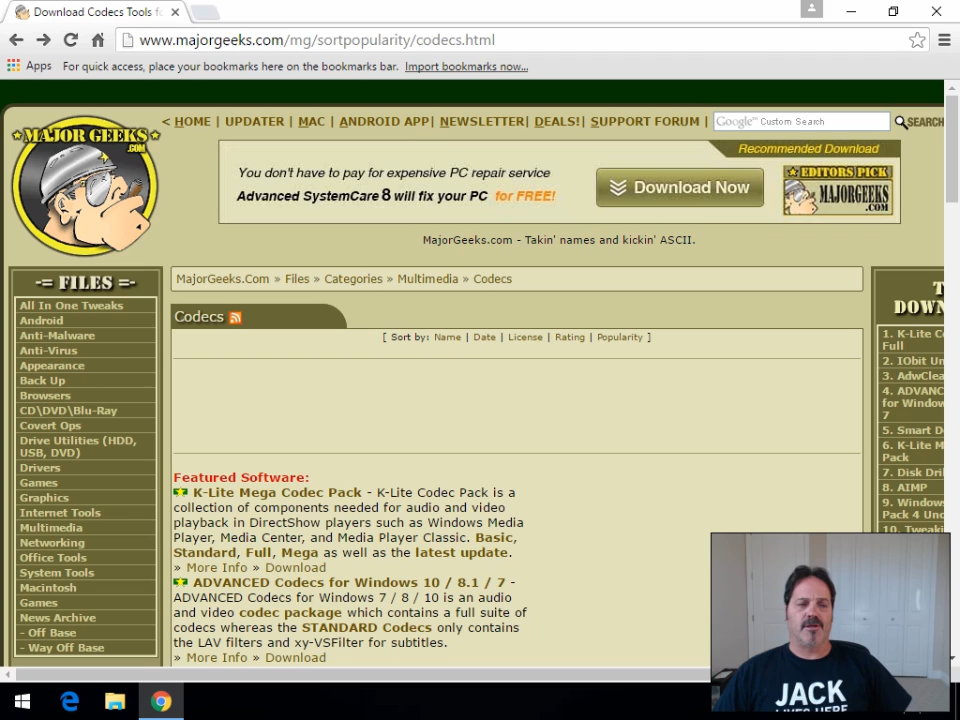 Download Codecs Tools fo
www.majorgeeks.com/mg/sortpopularity/codecs.html
Apps For quick access, place your bookmarks here on the bookmarks bar. Import bookmarks now...
MAJOR GEEKS
.COM
< HOME | UPDATER | MAC | ANDROID APP| NEWSLETTER| DEALS!| SUPPORT FORUM |
Google™ Custom Search
SEARCH
Recommended Download
You don't have to pay for expensive PC repair service
Advanced SystemCare 8 will fix your PC for FREE!
Download Now
EDITORS PICK
MAJORGEEKS
.COM
MajorGeeks.com - Takin' names and kickin' ASCII.
-= FILES =-
All In One Tweaks
Android
Anti-Malware
Anti-Virus
Appearance
Back Up
Browsers
CD\DVD\Blu-Ray
Covert Ops
Drive Utilities (HDD,
USB, DVD)
Drivers
Games
Graphics
Internet Tools
Multimedia
Networking
Office Tools
System Tools
Macintosh
Games
News Archive
- Off Base
- Way Off Base
MajorGeeks.Com » Files » Categories » Multimedia » Codecs
Codecs
[ Sort by: Name | Date | License | Rating | Popularity ]
Featured Software:
K-Lite Mega Codec Pack - K-Lite Codec Pack is a
collection of components needed for audio and video
playback in DirectShow players such as Windows Media
Player, Media Center, and Media Player Classic. Basic,
Standard, Full, Mega as well as the latest update.
» More Info » Download
ADVANCED Codecs for Windows 10 / 8.1 / 7 -
ADVANCED Codecs for Windows 7 / 8 / 10 is an audio
and video codec package which contains a full suite of
codecs whereas the STANDARD Codecs only contains
the LAV filters and xy-VSFilter for subtitles.
» More Info » Download
T
DOWN
1. K-Lite Co
Full
2. IObit Un
3. AdwClea
4. ADVANC
for Window
7
5. Smart D
6. K-Lite M
Pack
7. Disk Dril
8. AIMP
9. Windows
Pack 4 Unc
10. Tweaki
JACK
LIVES HERE